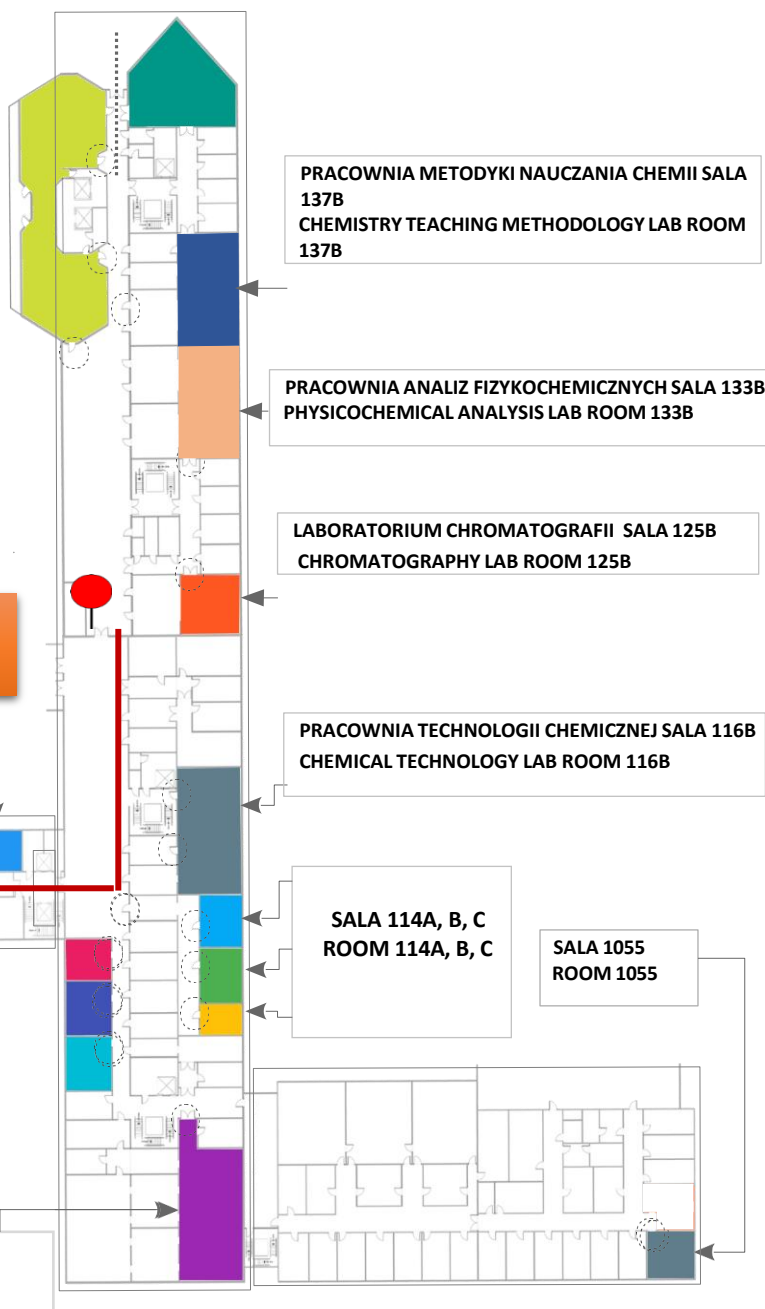 PRACOWNIA METODYKI NAUCZANIA CHEMII SALA
137B
CHEMISTRY TEACHING METHODOLOGY LAB ROOM
137B
PRACOWNIA ANALIZ FIZYKOCHEMICZNYCH SALA 133B
PHYSICOCHEMICAL ANALYSIS LAB ROOM 133B
LABORATORIUM CHROMATOGRAFII SALA 125B
CHROMATOGRAPHY LAB ROOM 125B
PRACOWNIA TECHNOLOGII CHEMICZNEJ SALA 116B
CHEMICAL TECHNOLOGY LAB ROOM 116B
SALA 114A, B, C
ROOM 114A, B, C
SALA 1055
ROOM 1055